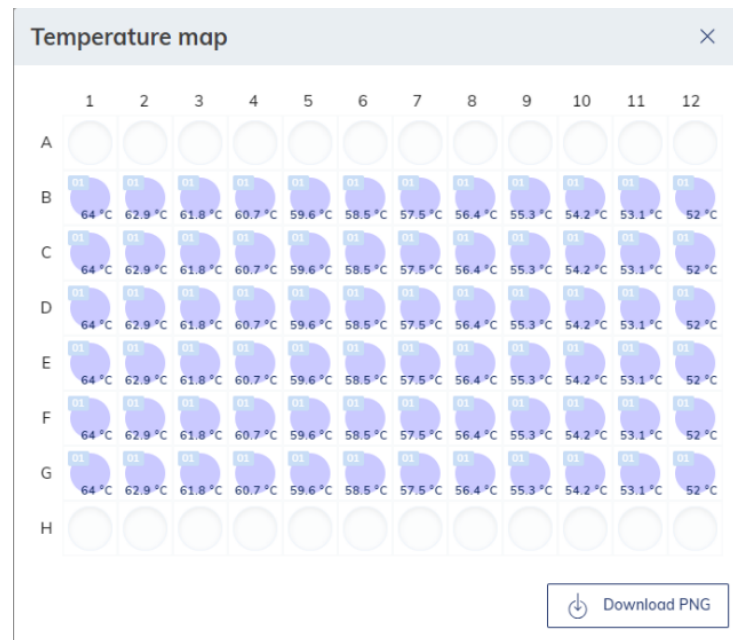 Temperature map
1 2 3 4 5 6 7 8 9 10 11 12
A
01 01 01 01 01 01 01 01 01 01 01 01
B
64 °C 62.9 °C 61.8 °C 60.7 °C 59.6 °C 58.5 °C 57.5 °C 56.4 °C 55.3 °C 54.2 °C 53.1 °C 52 °C
01 01 01 01 01 01 01 01 01 01 01 01
C
64 °C 62.9 °C 61.8 °C 60.7 °C 59.6 °C 58.5 °C 57.5 °C 56.4 °C 55.3 °C 54.2 °C 53.1 °C 52 °C
01 01 01 01 01 01 01 01 01 01 01 01
D
64 °C 62.9 °C 61.8 °C 60.7 °C 59.6 °C 58.5 °C 57.5 °C 56.4 °C 55.3 °C 54.2 °C 53.1 °C 52 °C
01 01 01 01 01 01 01 01 01 01 01 01
E
64 °C 62.9 °C 61.8 °C 60.7 °C 59.6 °C 58.5 °C 57.5 °C 56.4 °C 55.3 °C 54.2 °C 53.1 °C 52 °C
01 01 01 01 01 01 01 01 01 01 01 01
F
64 °C 62.9 °C 61.8 °C 60.7 °C 59.6 °C 58.5 °C 57.5 °C 56.4 °C 55.3 °C 54.2 °C 53.1 °C 52 °C
01 01 01 01 01 01 01 01 01 01 01 01
G
64 °C 62.9 °C 61.8 °C 60.7 °C 59.6 °C 58.5 °C 57.5 °C 56.4 °C 55.3 °C 54.2 °C 53.1 °C 52 °C
H
Download PNG